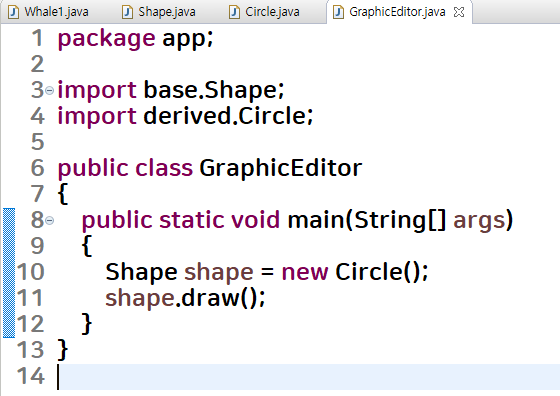 Whale1.java Shape.java Circle.java GraphicEditor.java
1 package app;
2
3 import base.Shape;
4 import derived.Circle;
5
6 public class GraphicEditor
7 {
8 public static void main(String[] args)
9 {
10 Shape shape = new Circle();
11 shape.draw();
12 }
13 }
14